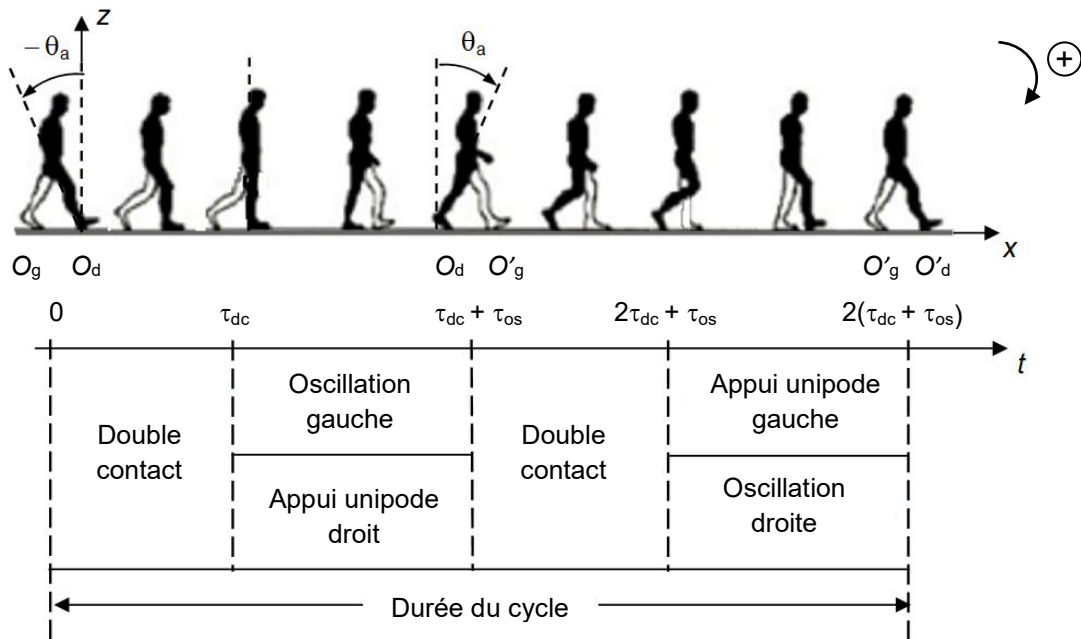 z
– θa
θa
+
x
Og Od Od O'g O'g O'd
0 τdc τdc + τos 2τdc + τos 2(τdc + τos)
t
Oscillation
gauche
Appui unipode
gauche
Double
contact
Double
contact
Appui unipode
droit
Oscillation
droite
Durée du cycle